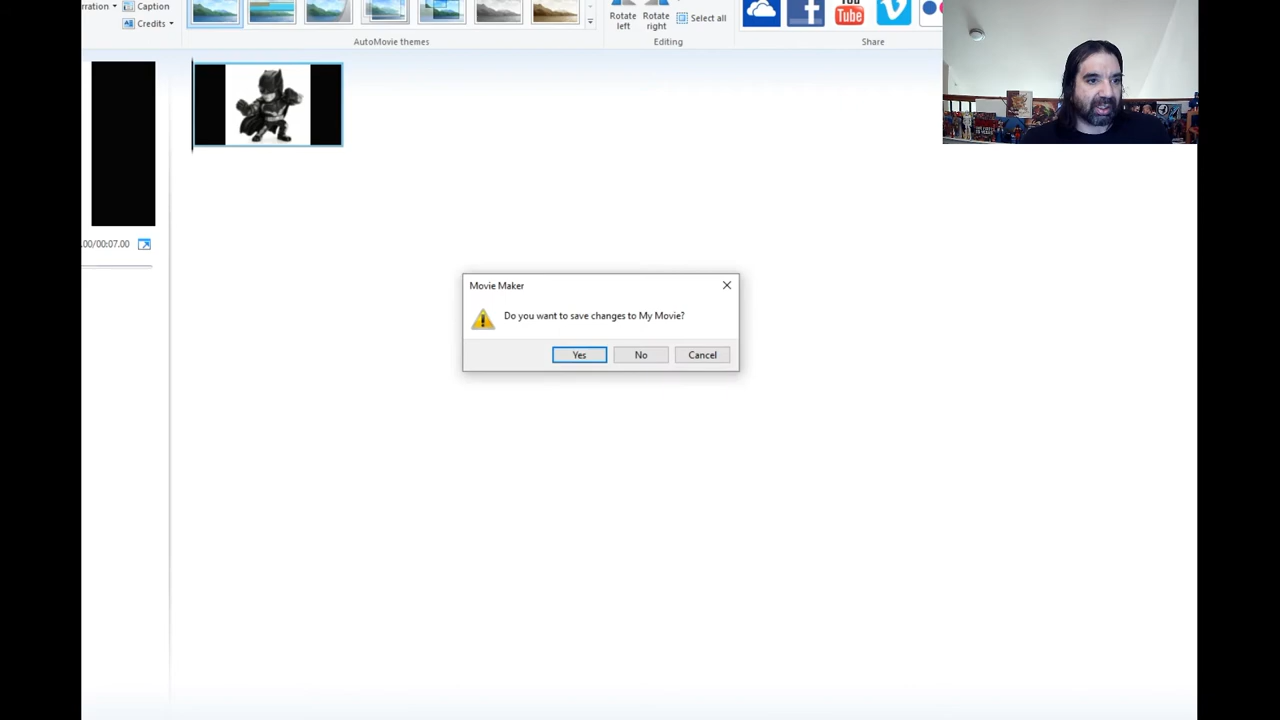 rration
Caption
Credits
Rotate left
Rotate right
Select all
You Tube
AutoMovie themes
Editing
Share
.00/00:07.00
Movie Maker
Do you want to save changes to My Movie?
Yes
No
Cancel